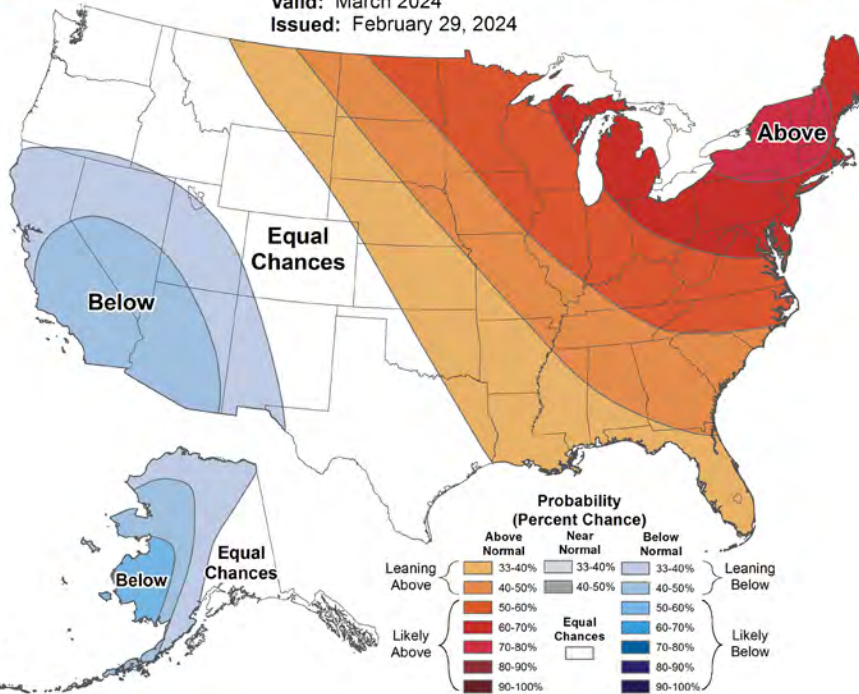 Valid: March 2024
Issued: February 29, 2024
Above
Equal
Chances
Below
Equal
Chances
Below
Probability
(Percent Chance)
Above
Normal
Near
Normal
Below
Normal
Leaning
Above
33-40%
33-40%
33-40%
Leaning
Below
40-50%
40-50%
40-50%
Likely
Above
50-60%
50-60%
60-70%
Equal
Chances
60-70%
Likely
Below
70-80%
70-80%
80-90%
80-90%
90-100%
90-100%